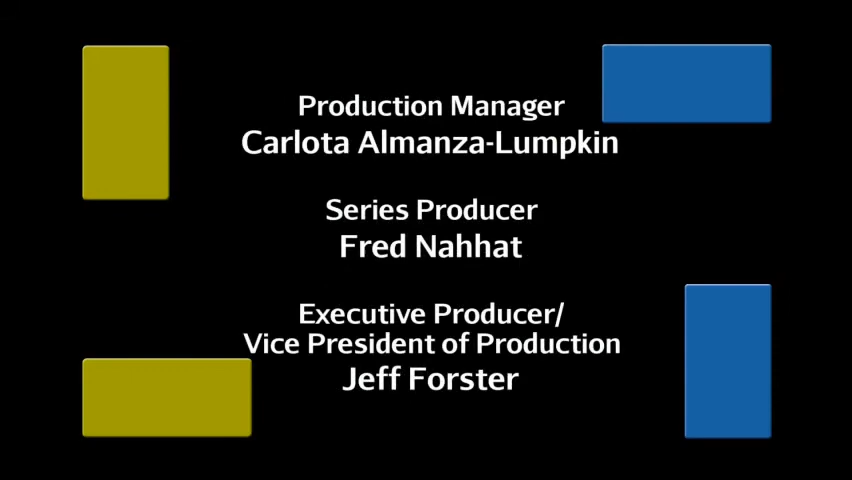 Production Manager
Carlota Almanza-Lumpkin
Series Producer
Fred Nahhat
Executive Producer/
Vice President of Production
Jeff Forster